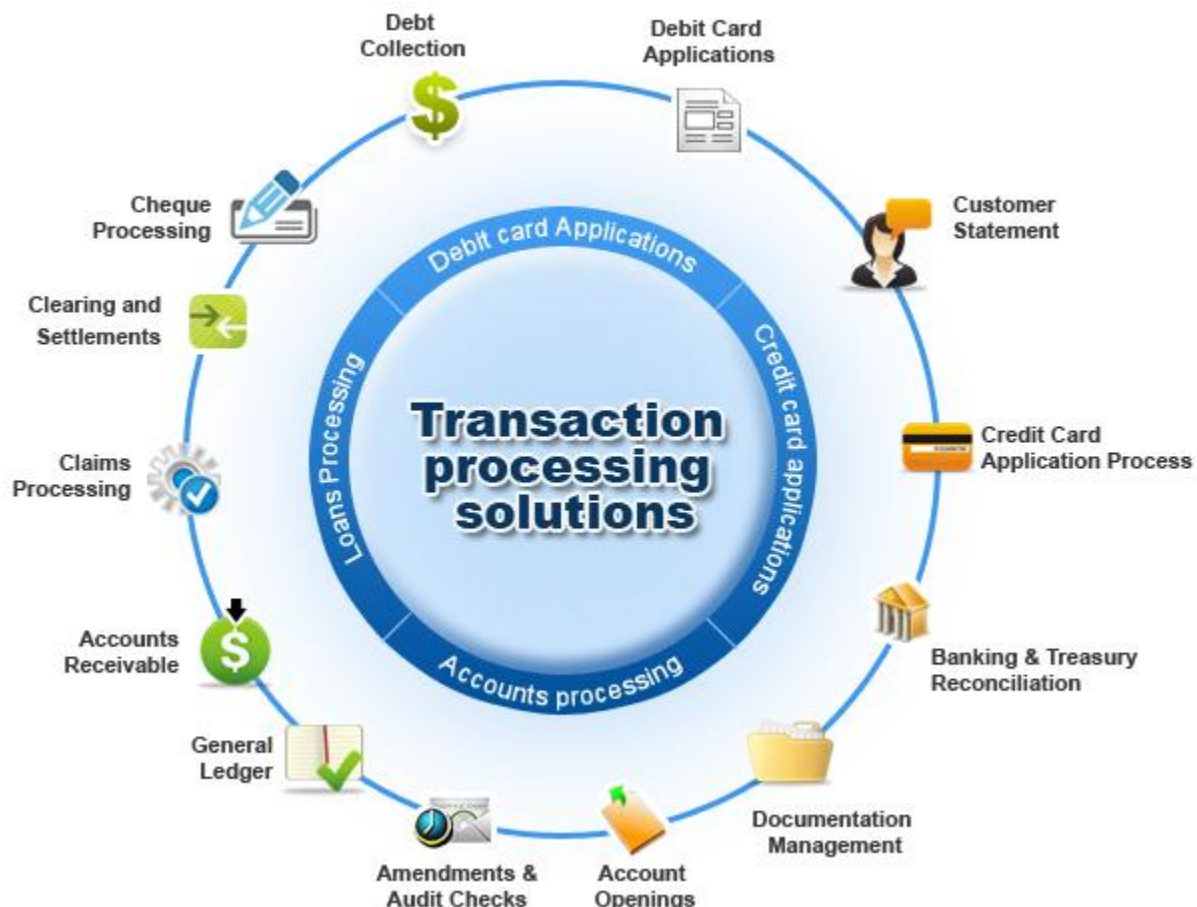 Debt
Collection
Debit Card
Applications
Customer
Statement
Credit Card
Application Process
Banking & Treasury
Reconciliation
Documentation
Management
Account
Openings
Amendments &
Audit Checks
General
Ledger
Accounts
Receivable
Claims
Processing
Clearing and
Settlements
Cheque
Processing
Debit card Applications
Credit card applications
Accounts processing
Loans Processing
Transaction
processing
solutions